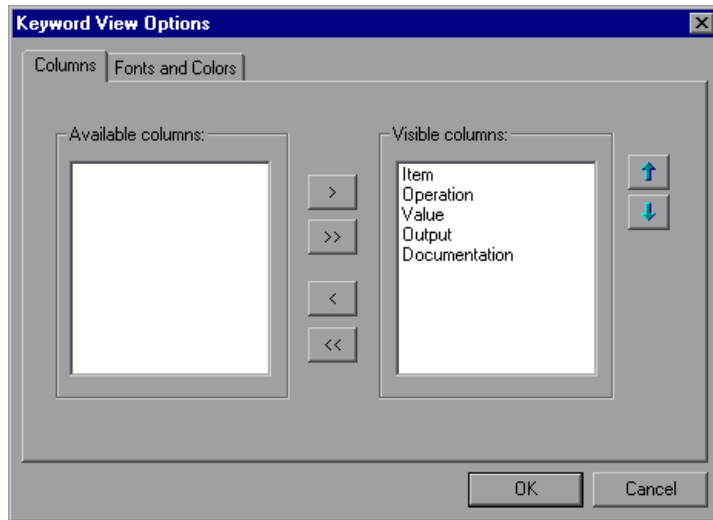 Keyword View Options
Columns
Fonts and Colors
Available columns:
Visible columns:
Item
Operation
Value
Output
Documentation
>
>>
<
<<
OK
Cancel